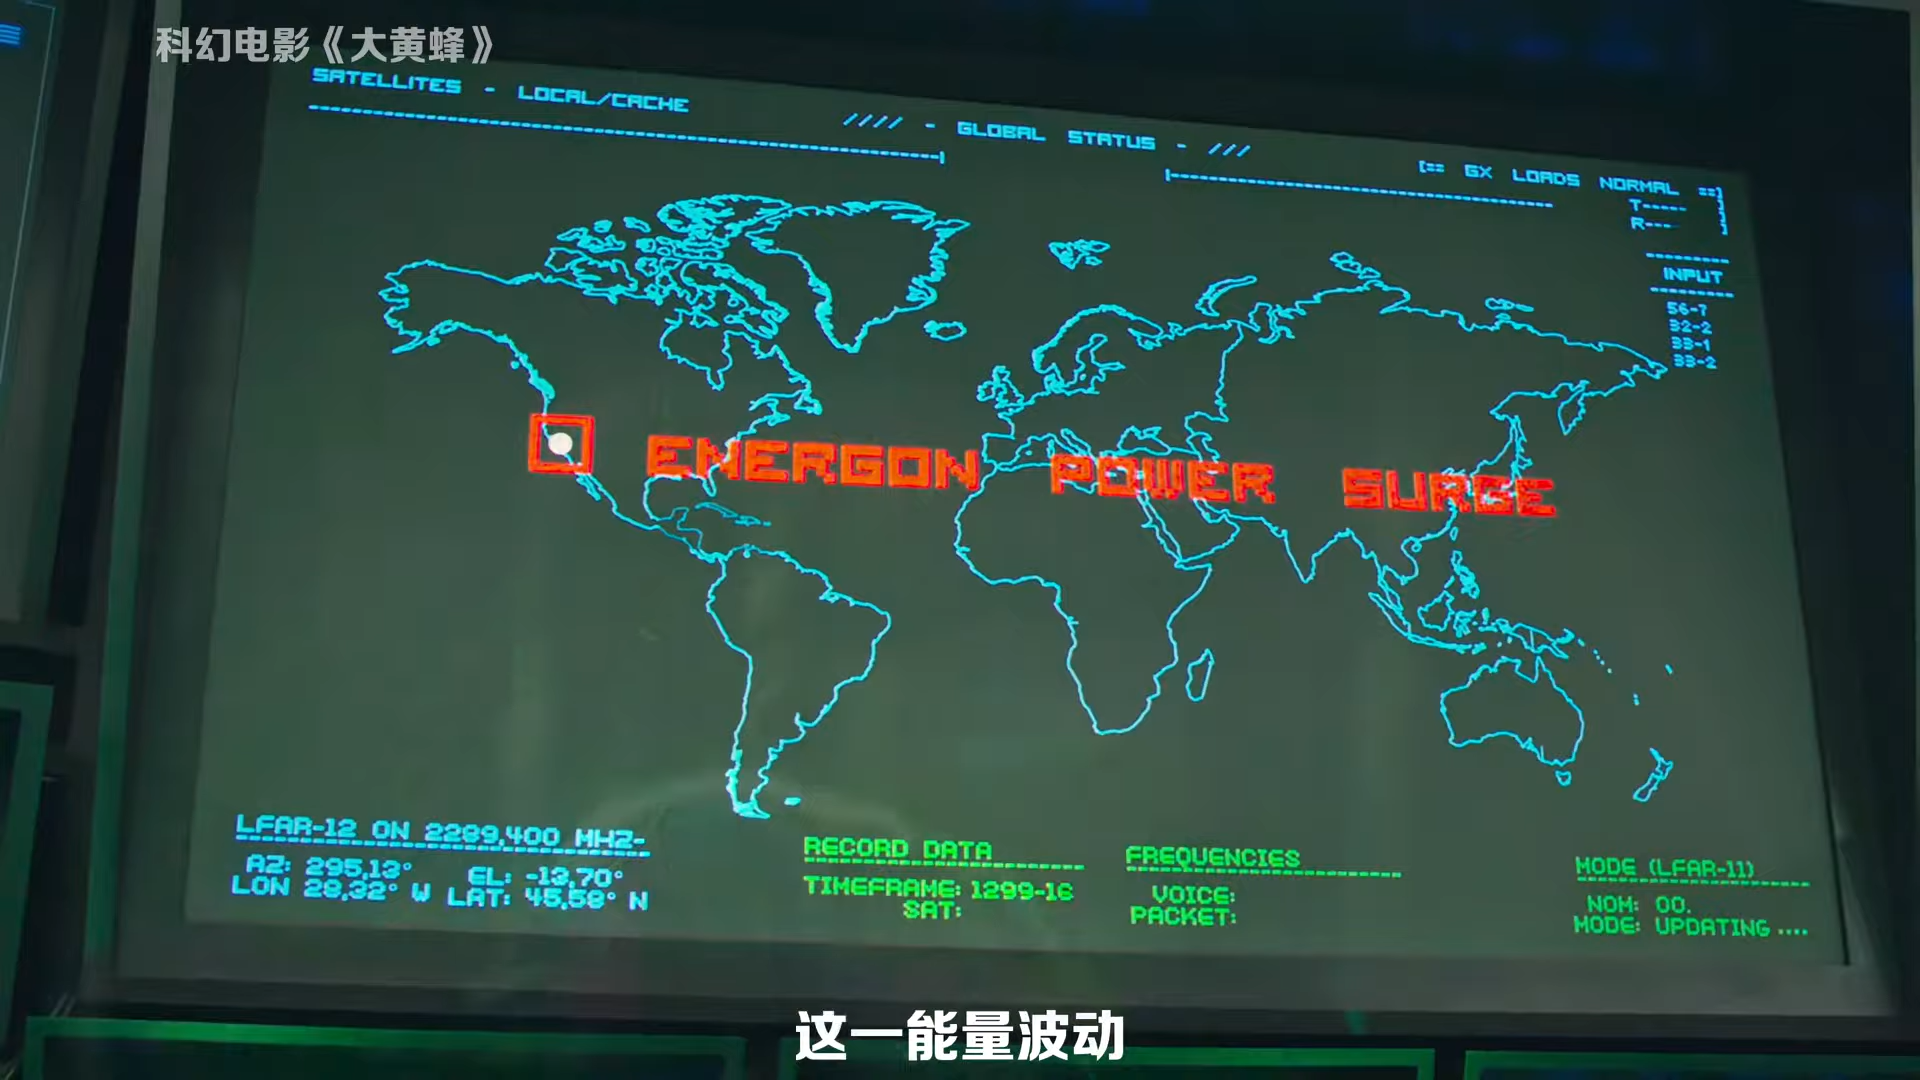 科幻电影《大黄蜂》
SATELLITES - LOCAL/CACHE
//// - GLOBAL STATUS - ///
[== GX LOADS NORMAL ==]
T-----
R---
INPUT
56-7
32-2
33-1
33-2
ENERGON POWER SURGE
LFAR-12 ON 2289,400 MHZ-
AZ: 295,13° EL: -13,70°
LON 28,32° W LAT: 45,58° N
RECORD DATA
TIMEFRAME: 1299-16
SAT:
FREQUENCIES
VOICE:
PACKET:
MODE (LFAR-11)
NOM: 00.
MODE: UPDATING ....
这一能量波动